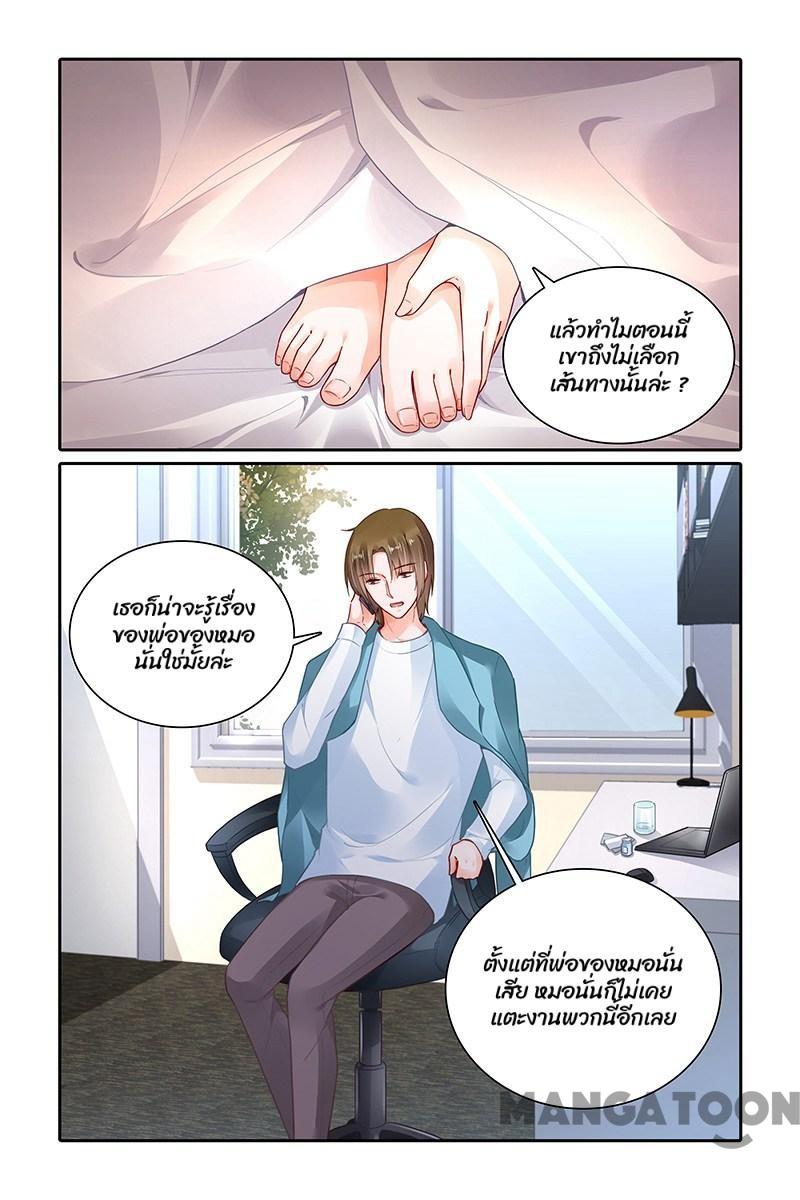 แล้วทำไมตอนนี้
เขาถึงไม่เลือก
เส้นทางนั้นล่ะ ?
เธอก็น่าจะรู้เรื่อง
ของพ่อของหมอ
นั่นใช่มั้ยล่ะ
ตั้งแต่ที่พ่อของหมอนั่น
เสีย หมอนั่นก็ไม่เคย
แตะงานพวกนี้อีกเลย
MANGATOON